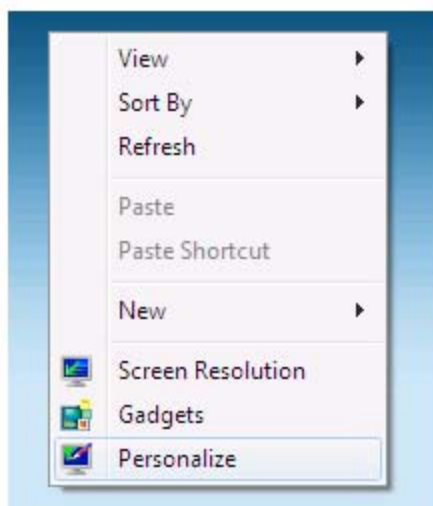 View
Sort By
Refresh
Paste
Paste Shortcut
New
Screen Resolution
Gadgets
Personalize